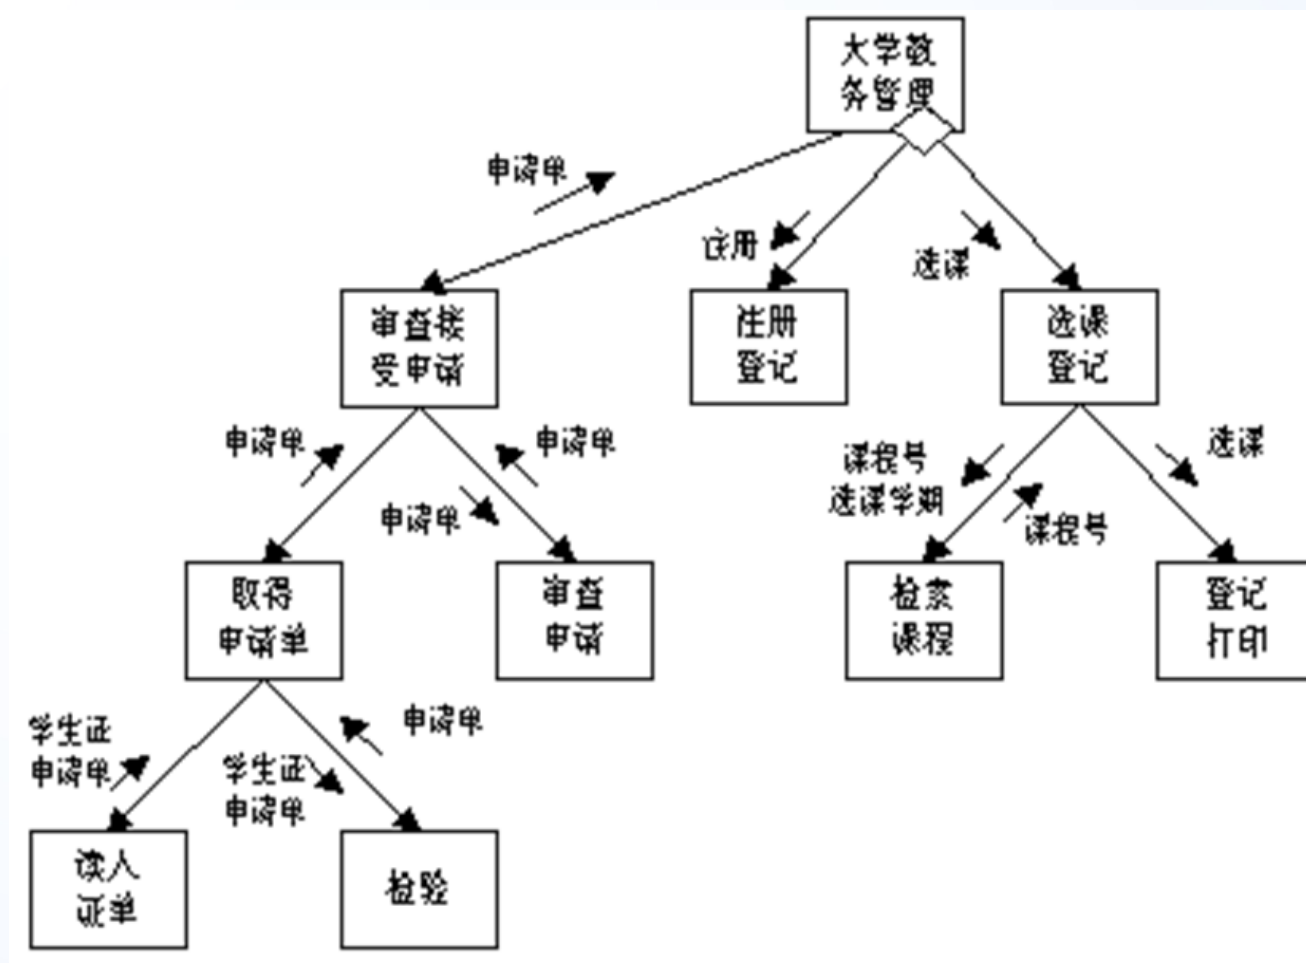 大学教
务管理
申请单
注册
选课
审查接
受申请
注册
登记
选课
登记
申请单
申请单
申请单
课程号
选课学期
课程号
选课
取得
申请单
审查
申请
检索
课程
登记
打印
学生证
申请单
学生证
申请单
申请单
读入
证单
检验